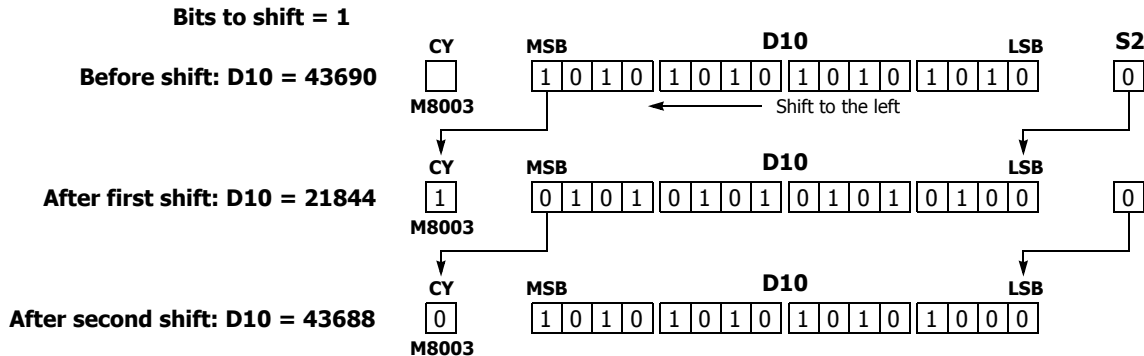 Bits to shift = 1
CY MSB D10 LSB S2
Before shift: D10 = 43690 1 0 1 0 1 0 1 0 1 0 1 0 1 0 1 0 0
M8003 Shift to the left
CY MSB D10 LSB
After first shift: D10 = 21844 1 0 1 0 1 0 1 0 1 0 1 0 1 0 1 0 0 0
M8003
CY MSB D10 LSB
After second shift: D10 = 43688 0 1 0 1 0 1 0 1 0 1 0 1 0 1 0 0 0
M8003